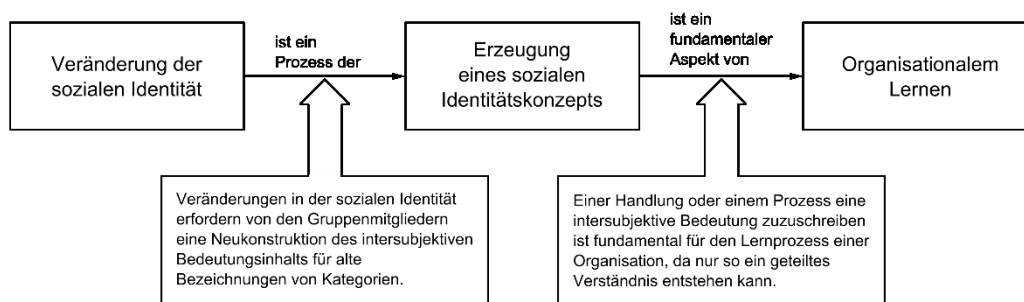 Veränderung der
sozialen Identität
ist ein
Prozess der
Erzeugung
eines sozialen
Identitätskonzepts
ist ein
fundamentaler
Aspekt von
Organisationalem
Lernen
Veränderungen in der sozialen Identität
erfordern von den Gruppenmitgliedern
eine Neukonstruktion des intersubjektiven
Bedeutungsinhalts für alte
Bezeichnungen von Kategorien.
Einer Handlung oder einem Prozess eine
intersubjektive Bedeutung zuzuschreiben
ist fundamental für den Lernprozess einer
Organisation, da nur so ein geteiltes
Verständnis entstehen kann.